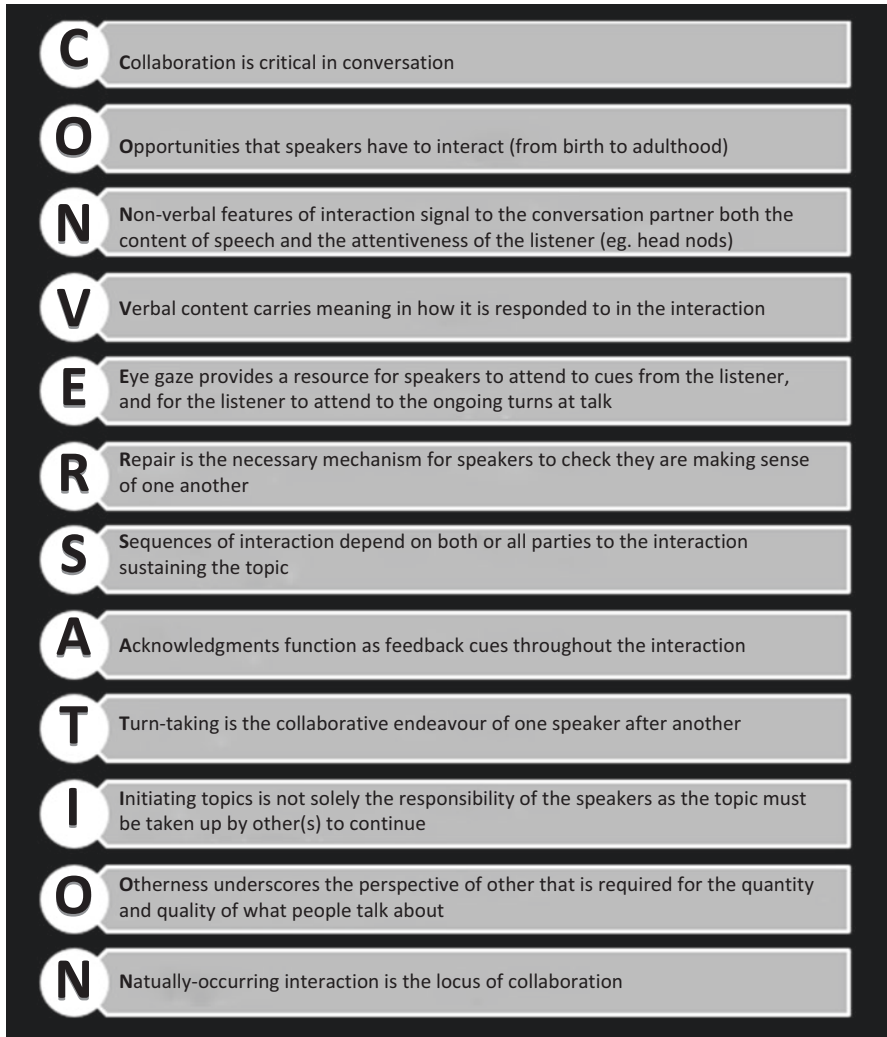 C
Collaboration is critical in conversation
O
Opportunities that speakers have to interact (from birth to adulthood)
N
Non-verbal features of interaction signal to the conversation partner both the
content of speech and the attentiveness of the listener (eg. head nods)
V
Verbal content carries meaning in how it is responded to in the interaction
E
Eye gaze provides a resource for speakers to attend to cues from the listener,
and for the listener to attend to the ongoing turns at talk
R
Repair is the necessary mechanism for speakers to check they are making sense
of one another
S
Sequences of interaction depend on both or all parties to the interaction
sustaining the topic
A
Acknowledgments function as feedback cues throughout the interaction
T
Turn-taking is the collaborative endeavour of one speaker after another
I
Initiating topics is not solely the responsibility of the speakers as the topic must
be taken up by other(s) to continue
O
Otherness underscores the perspective of other that is required for the quantity
and quality of what people talk about
N
Natually-occurring interaction is the locus of collaboration